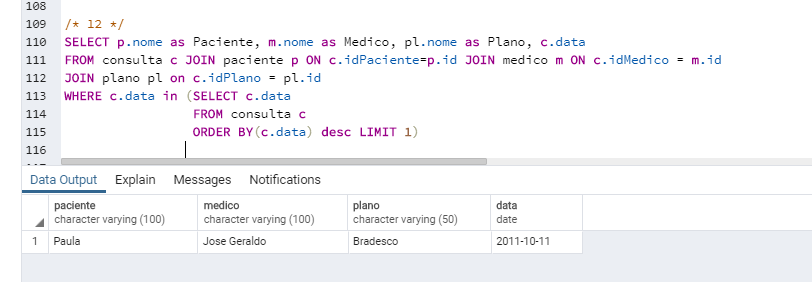 108
109 /* 12 */
110 SELECT p.nome as Paciente, m.nome as Medico, pl.nome as Plano, c.data
111 FROM consulta c JOIN paciente p ON c.idPaciente=p.id JOIN medico m ON c.idMedico = m.id
112 JOIN plano pl on c.idPlano = pl.id
113 WHERE c.data in (SELECT c.data
114 FROM consulta c
115 ORDER BY(c.data) desc LIMIT 1)
116
Data Output Explain Messages Notifications
paciente medico plano data
character varying (100) character varying (100) character varying (50) date
1 Paula Jose Geraldo Bradesco 2011-10-11